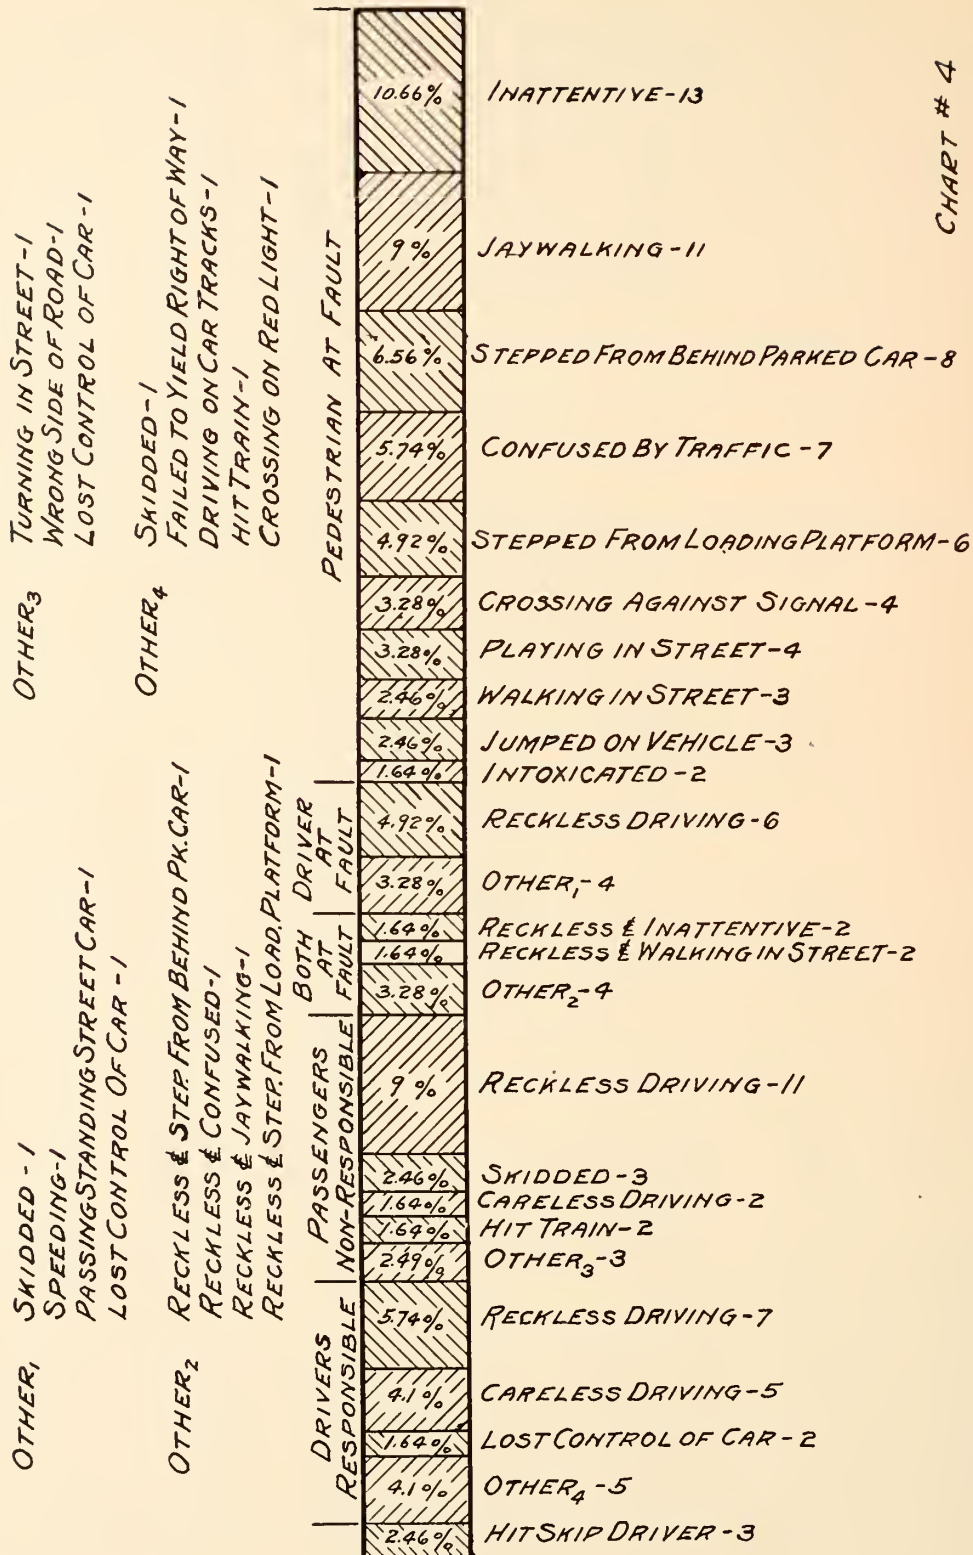 CHART # 4
PEDESTRIAN AT FAULT
10.66% INATTENTIVE-13
9% JAYWALKING-11
6.56% STEPPED FROM BEHIND PARKED CAR-8
5.74% CONFUSED BY TRAFFIC-7
4.92% STEPPED FROM LOADING PLATFORM-6
3.28% CROSSING AGAINST SIGNAL-4
3.28% PLAYING IN STREET-4
2.46% WALKING IN STREET-3
2.46% JUMPED ON VEHICLE-3
1.64% INTOXICATED-2
DRIVER
AT
FAULT
4.92% RECKLESS DRIVING-6
3.28% OTHER₁-4
BOTH
AT
FAULT
1.64% RECKLESS & INATTENTIVE-2
1.64% RECKLESS & WALKING IN STREET-2
3.28% OTHER₂-4
PASSENGERS
NON-RESPONSIBLE
9% RECKLESS DRIVING-11
2.46% SKIDDED-3
1.64% CARELESS DRIVING-2
1.64% HIT TRAIN-2
2.49% OTHER₃-3
DRIVERS
RESPONSIBLE
5.74% RECKLESS DRIVING-7
4.1% CARELESS DRIVING-5
1.64% LOST CONTROL OF CAR-2
4.1% OTHER₄-5
2.46% HIT SKIP DRIVER-3
OTHER₁ SKIDDED-1
SPEEDING-1
PASSING STANDING STREET CAR-1
LOST CONTROL OF CAR-1
OTHER₂ RECKLESS & STEP. FROM BEHIND PK. CAR-1
RECKLESS & CONFUSED-1
RECKLESS & JAYWALKING-1
RECKLESS & STEP. FROM LOAD. PLATFORM-1
OTHER₃ TURNING IN STREET-1
WRONG SIDE OF ROAD-1
LOST CONTROL OF CAR-1
OTHER₄ SKIDDED-1
FAILED TO YIELD RIGHT OF WAY-1
DRIVING ON CAR TRACKS-1
HIT TRAIN-1
CROSSING ON RED LIGHT-1